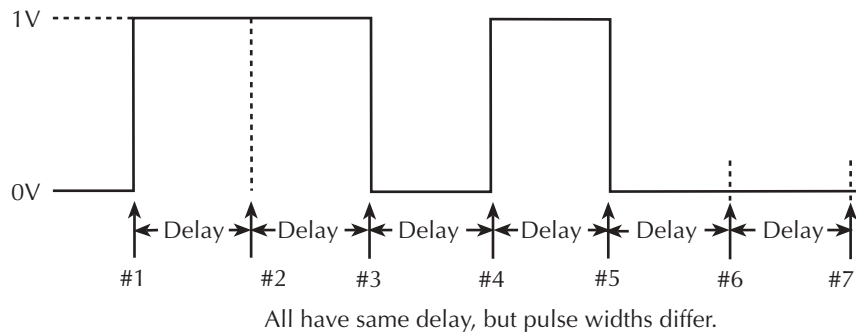 1V
0V
Delay Delay Delay Delay Delay Delay
#1 #2 #3 #4 #5 #6 #7
All have same delay, but pulse widths differ.